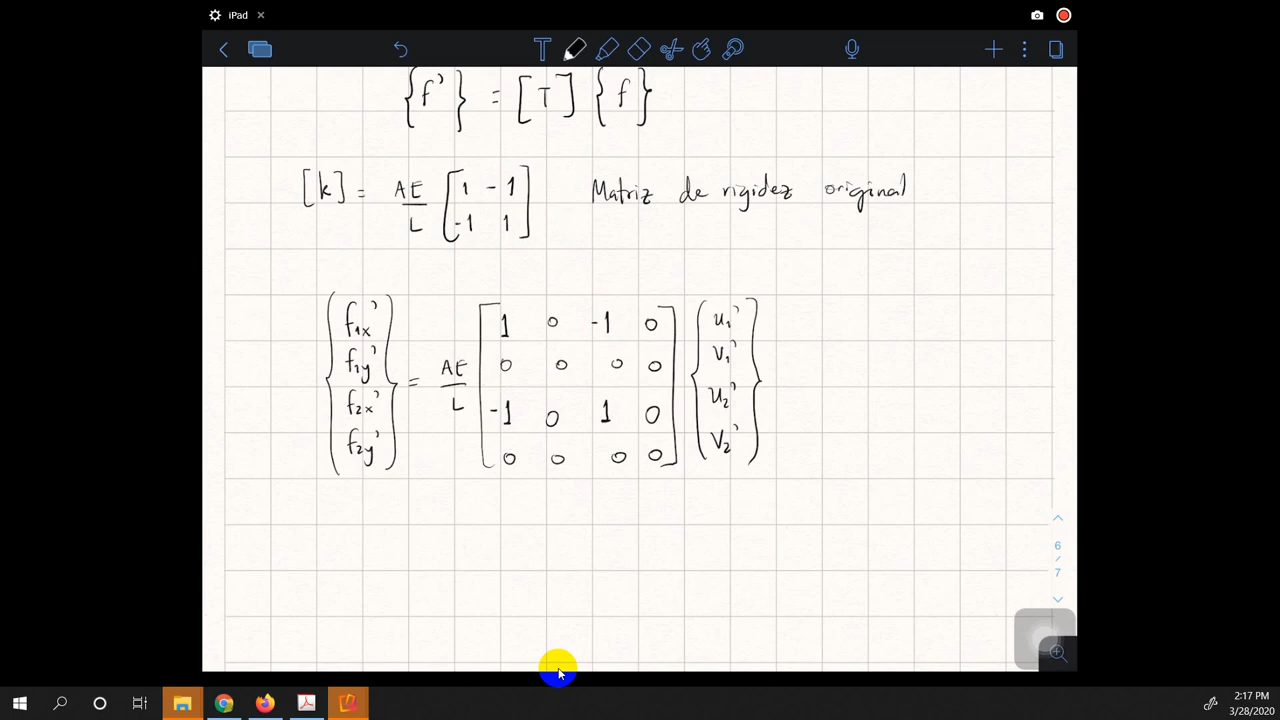 iPad ×
{f'} = [T] {f}
[k] = AE/L [1 -1; -1 1] Matriz de rigidez original
{f1x' f1y' f2x' f2y'} = AE/L [1 0 -1 0; 0 0 0 0; -1 0 1 0; 0 0 0 0] {u1' v1' u2' v2'}
6
/
7
2:17 PM
3/28/2020